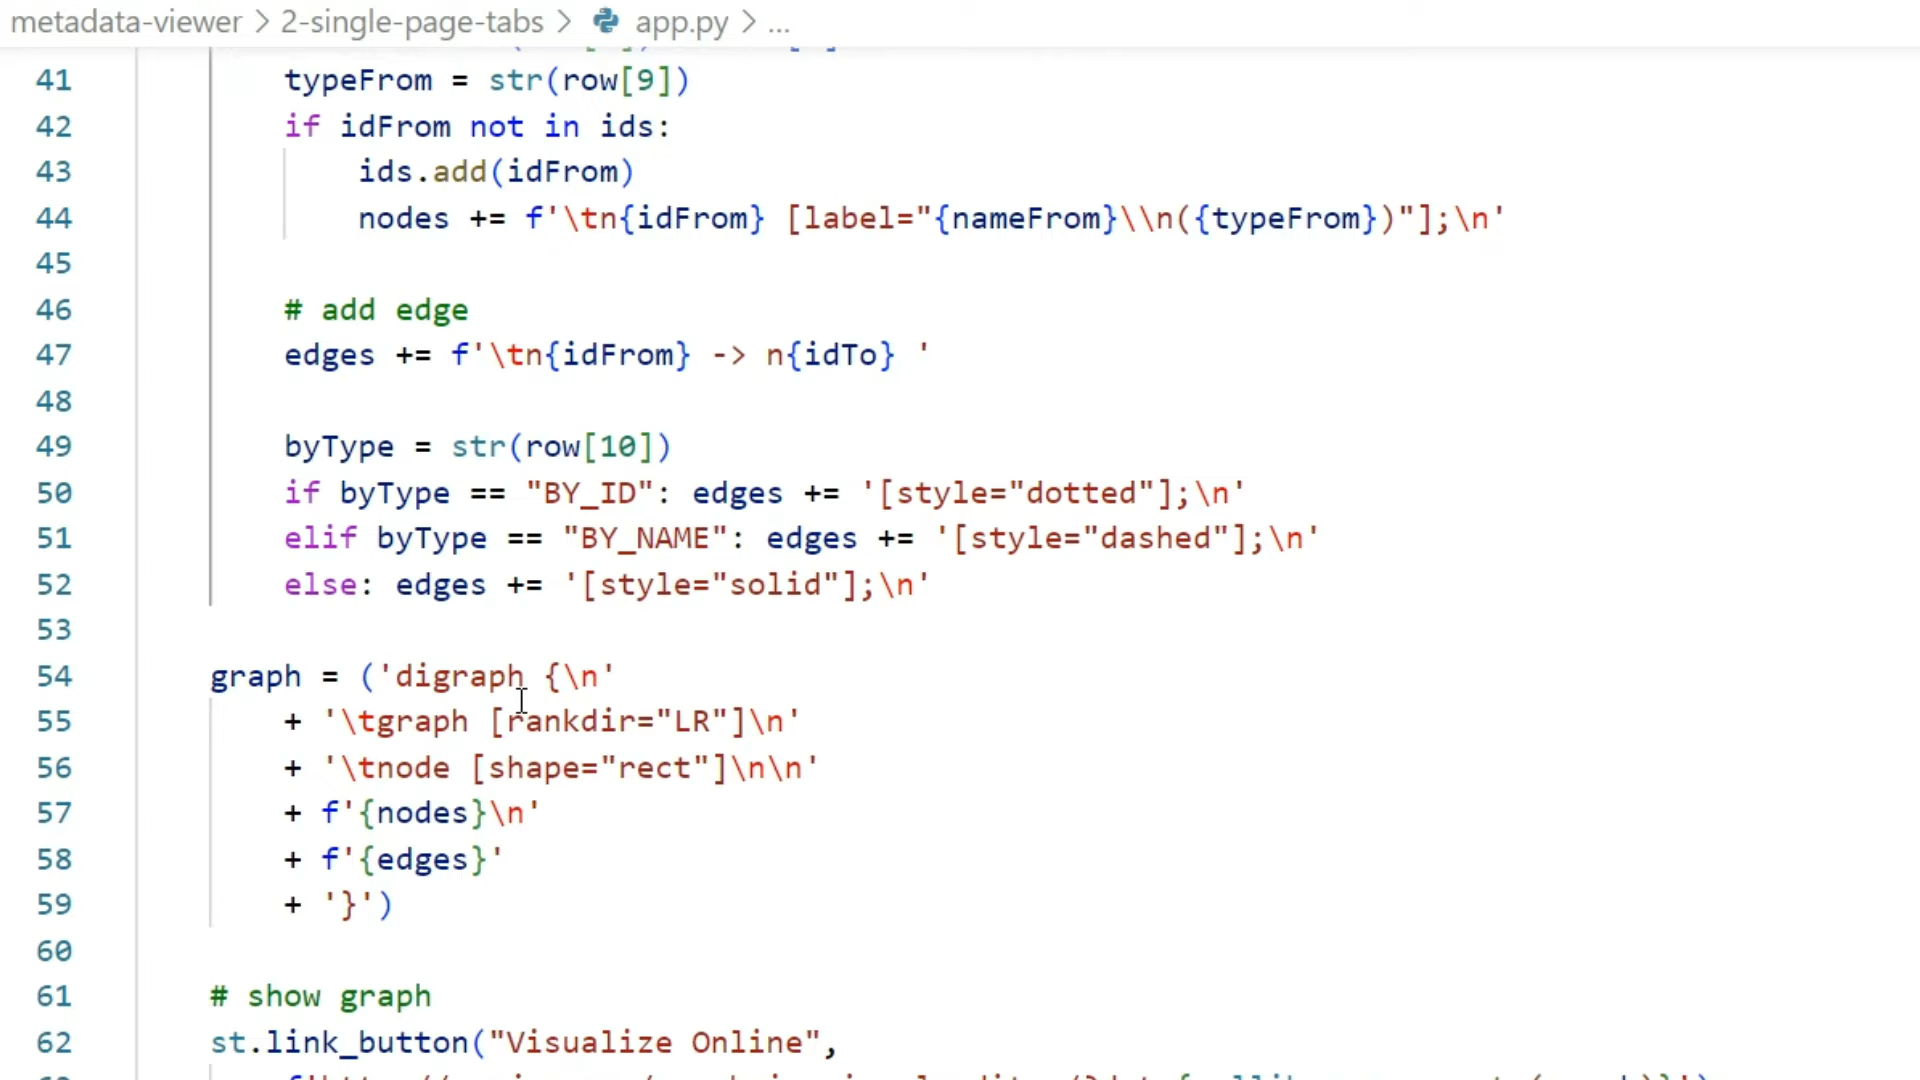 metadata-viewer > 2-single-page-tabs > app.py > ...
41 typeFrom = str(row[9])
42 if idFrom not in ids:
43 ids.add(idFrom)
44 nodes += f'\tn{idFrom} [label="{nameFrom}\\n({typeFrom})"];\n'
45
46 # add edge
47 edges += f'\tn{idFrom} -> n{idTo} '
48
49 byType = str(row[10])
50 if byType == "BY_ID": edges += '[style="dotted"];\n'
51 elif byType == "BY_NAME": edges += '[style="dashed"];\n'
52 else: edges += '[style="solid"];\n'
53
54 graph = ('digraph {\n'
55 + '\tgraph [rankdir="LR"]\n'
56 + '\tnode [shape="rect"]\n\n'
57 + f'{nodes}\n'
58 + f'{edges}'
59 + '}')
60
61 # show graph
62 st.link_button("Visualize Online",